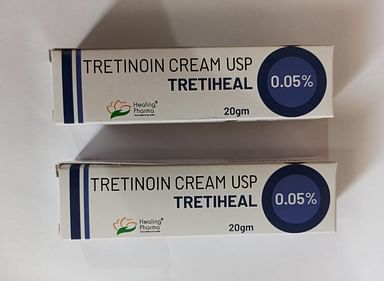 TRETINOIN CREAM USP
TRETIHEAL
0.05%
Healing
Pharma
20gm
TRETINOIN CREAM USP
TRETIHEAL
0.05%
Healing
Pharma
20gm